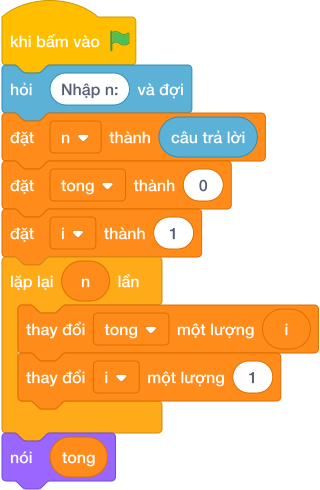 khi bấm vào
hỏi Nhập n: và đợi
đặt n thành câu trả lời
đặt tong thành 0
đặt i thành 1
lặp lại n lần
thay đổi tong một lượng i
thay đổi i một lượng 1
nói tong